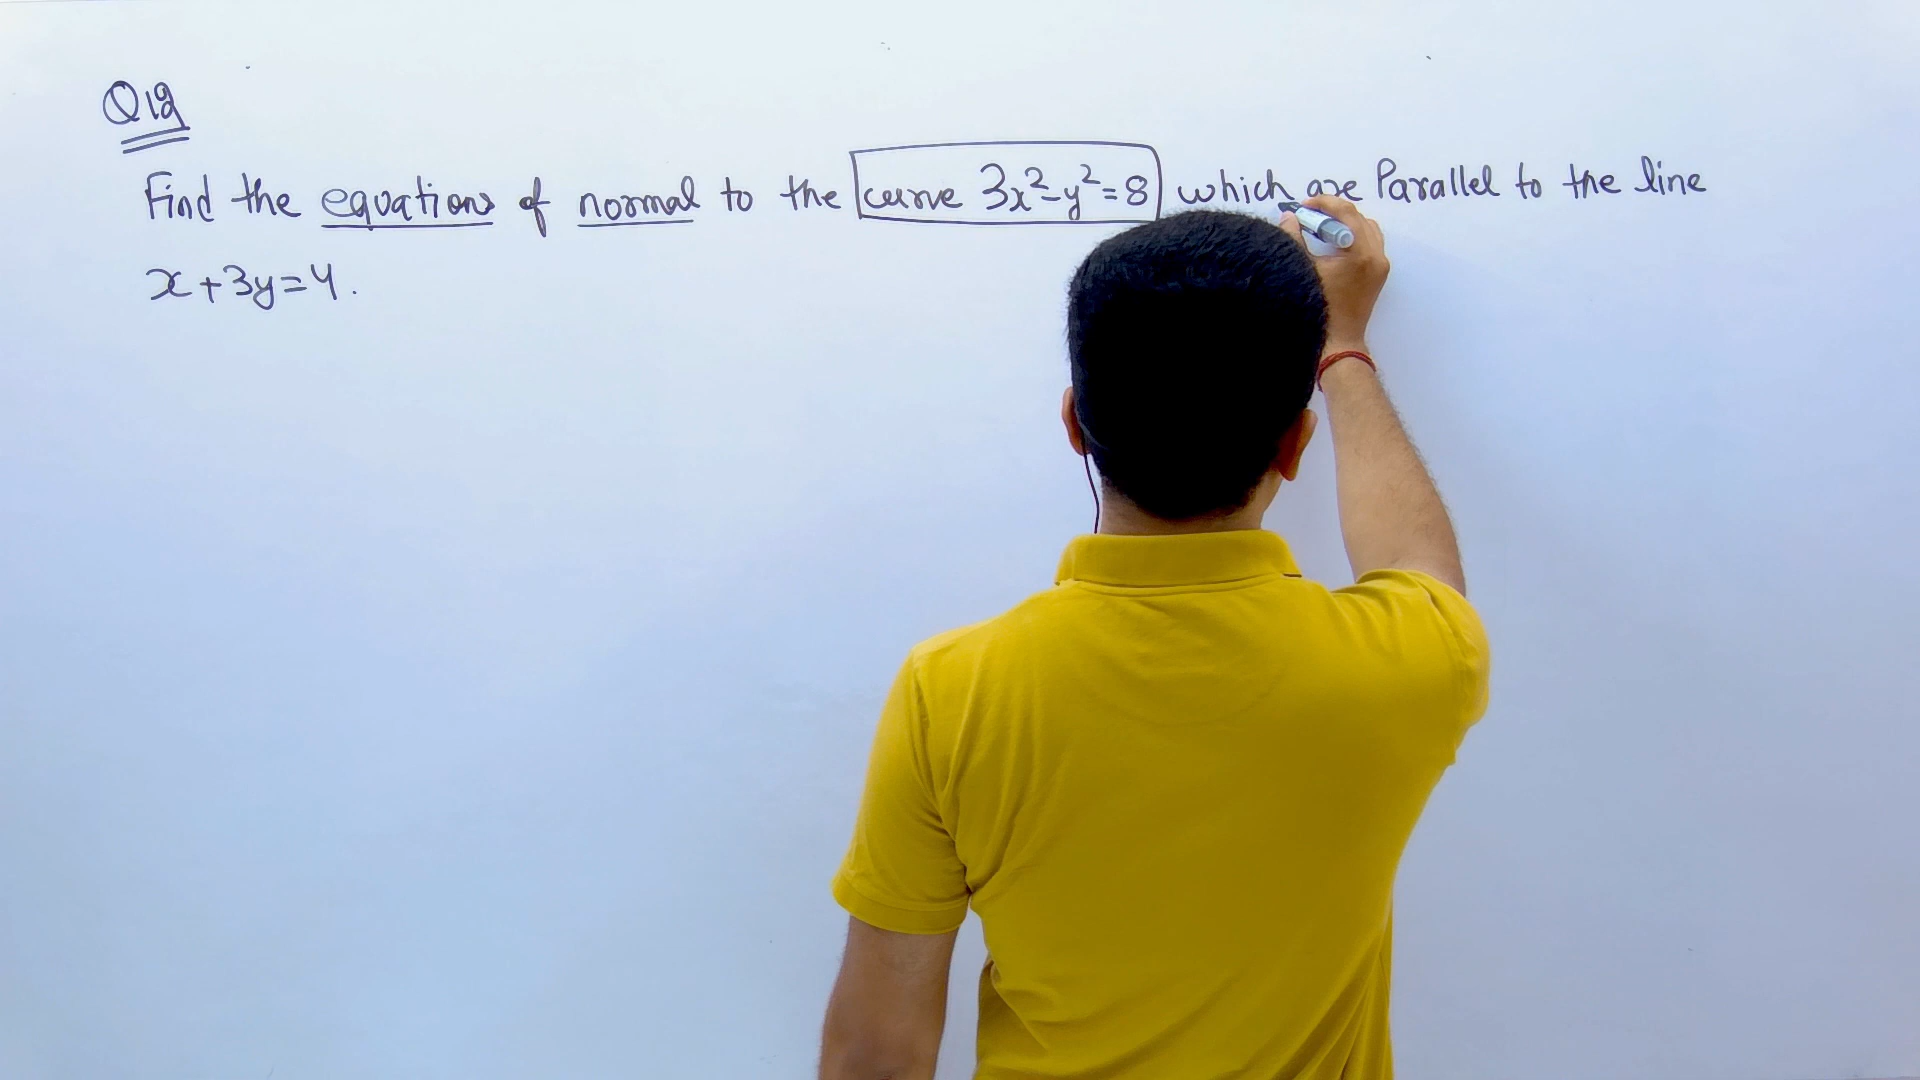 Q19
Find the equations of normal to the curve 3x²-y²=8 which are Parallel to the line
x+3y=4.